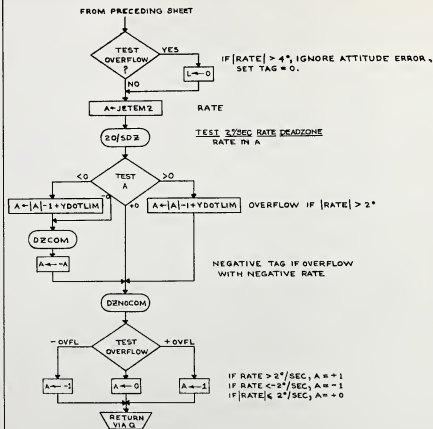 FROM PRECEDING SHEET
TEST
OVERFLOW
?
YES
NO
L←0
IF |RATE| > 4°, IGNORE ATTITUDE ERROR,
SET TAG = 0.
A←JETEMZ
RATE
20/SDZ
TEST 2°/SEC RATE DEADZONE
RATE IN A
TEST
A
<0
>0
+0
-0
A←|A|-1+YDOTLIM
A←|A|-1+YDOTLIM
OVERFLOW IF |RATE| > 2°
DZCOM
A←-A
NEGATIVE TAG IF OVERFLOW
WITH NEGATIVE RATE
DZNOCOM
-OVFL
TEST
OVERFLOW
+OVFL
A←-1
A←0
A←1
IF RATE > 2°/SEC, A=+1
IF RATE <-2°/SEC, A=-1
IF |RATE| ≤ 2°/SEC, A=+0
RETURN
VIA Q